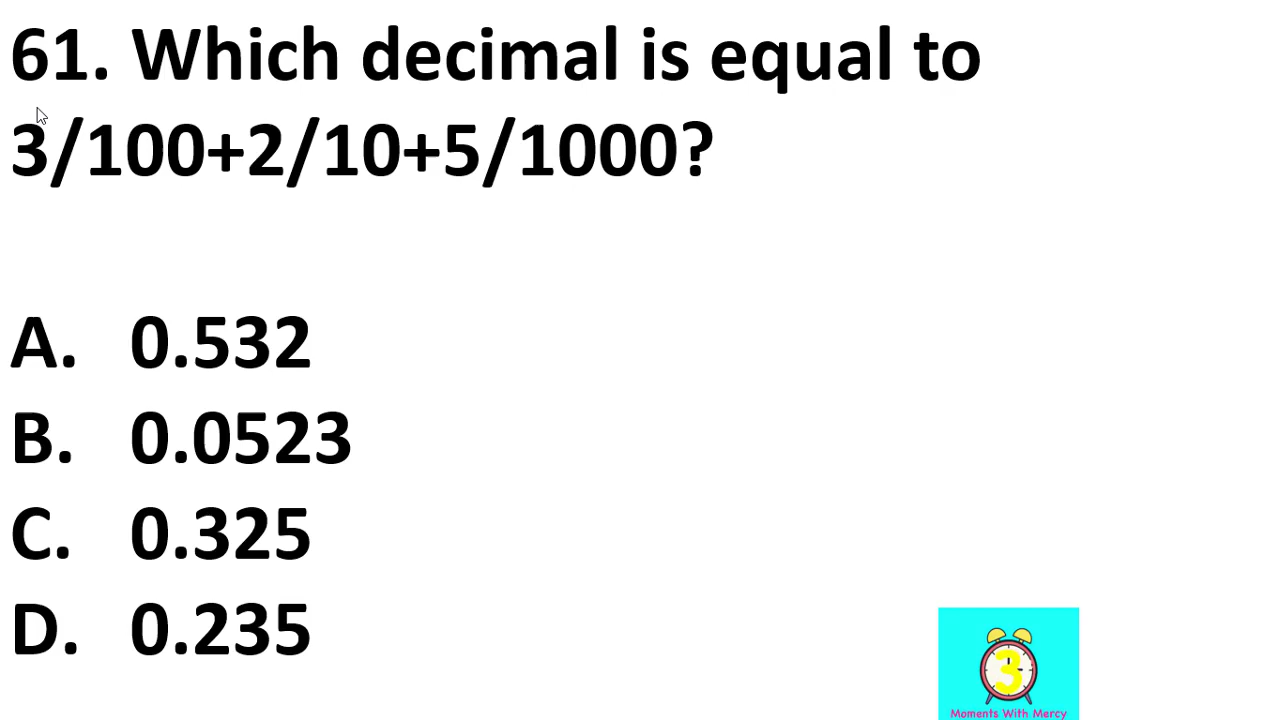 61. Which decimal is equal to
3/100+2/10+5/1000?
A. 0.532
B. 0.0523
C. 0.325
D. 0.235
3
Moments With Mercy